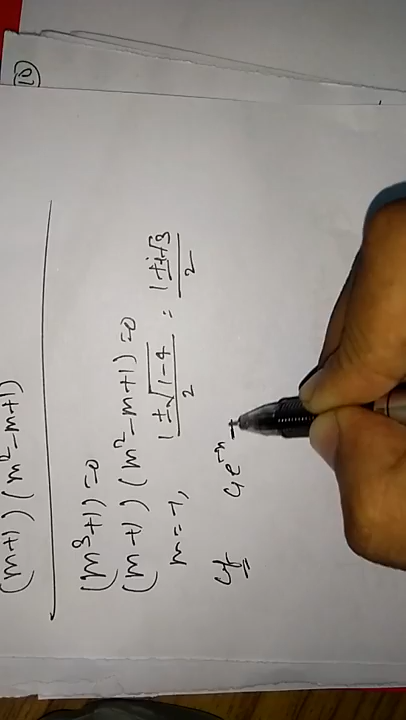 (10)
(m+1) (m²-m+1)
(m³+1)=0
(m+1) (m²-m+1)=0
m=-1, 1±√1-4/2 = 1±i√3/2
Cf C₁e⁻ˣ +